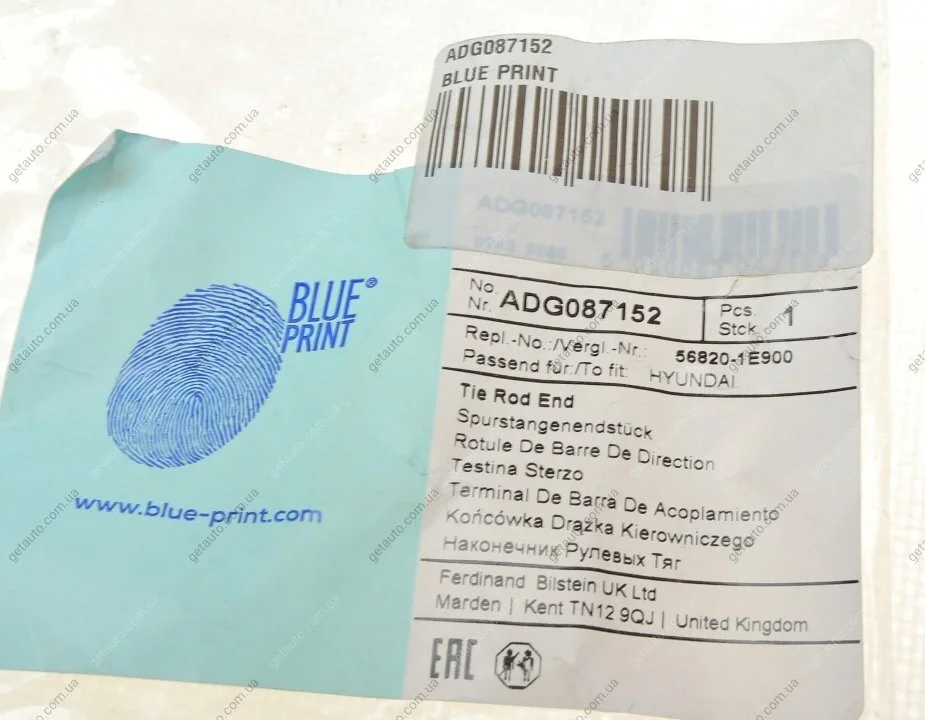 ADG087152
BLUE PRINT
ADG087152
BLUE®
PRINT
www.blue-print.com
No.
Nr. ADG087152
Pcs.
Stck. 1
Repl.-No.:/Vergl.-Nr.: 56820-1E900
Passend für:/To fit: HYUNDAI
Tie Rod End
Spurstangenendstück
Rotule De Barre De Direction
Testina Sterzo
Terminal De Barra De Acoplamiento
Końcówka Drążka Kierowniczego
Наконечник Рулевых Тяг
Ferdinand Bilstein UK Ltd
Marden | Kent TN12 9QJ | United Kingdom
EAC
getauto.com.ua